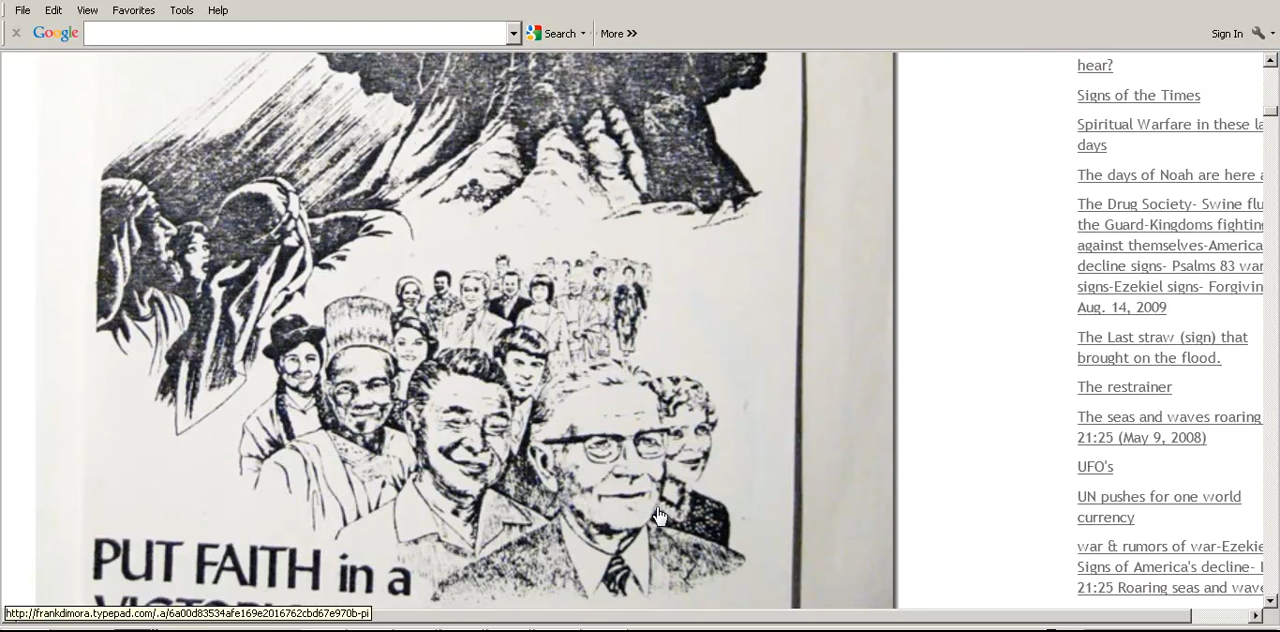 File Edit View Favorites Tools Help
Google Search More >> Sign In
hear?
Signs of the Times
Spiritual Warfare in these la
days
The days of Noah are here a
The Drug Society- Swine flu
the Guard-Kingdoms fighting
against themselves-America
decline signs- Psalms 83 war
signs-Ezekiel signs- Forgivin
Aug. 14, 2009
The Last straw (sign) that
brought on the flood.
The restrainer
The seas and waves roaring
21:25 (May 9, 2008)
UFO's
UN pushes for one world
currency
war & rumors of war-Ezekie
Signs of America's decline- L
21:25 Roaring seas and wave
PUT FAITH in a
http://frankdimora.typepad.com/.a/6a00d83534afe169e2016762cbd67e970b-pi